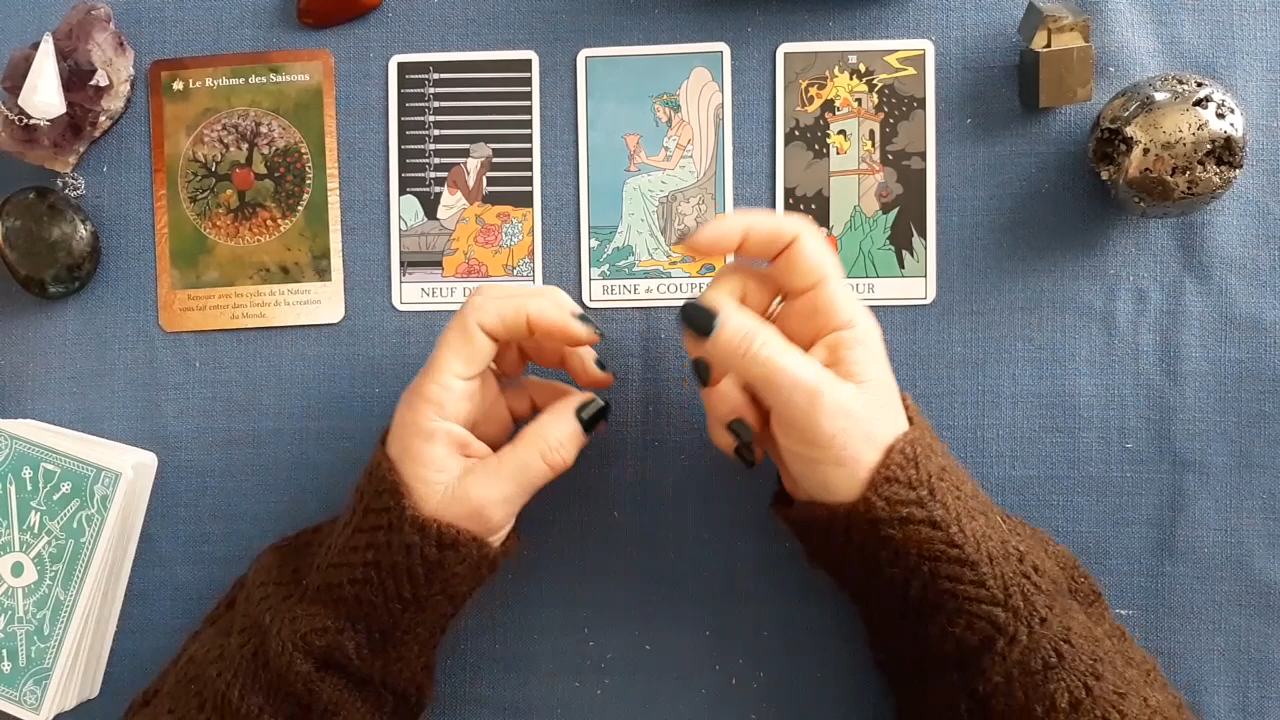 Le Rythme des Saisons
Renouer avec les cycles de la Nature
vous fait entrer dans l'ordre de la création
du Monde.
NEUF
REINE de COUPES
M